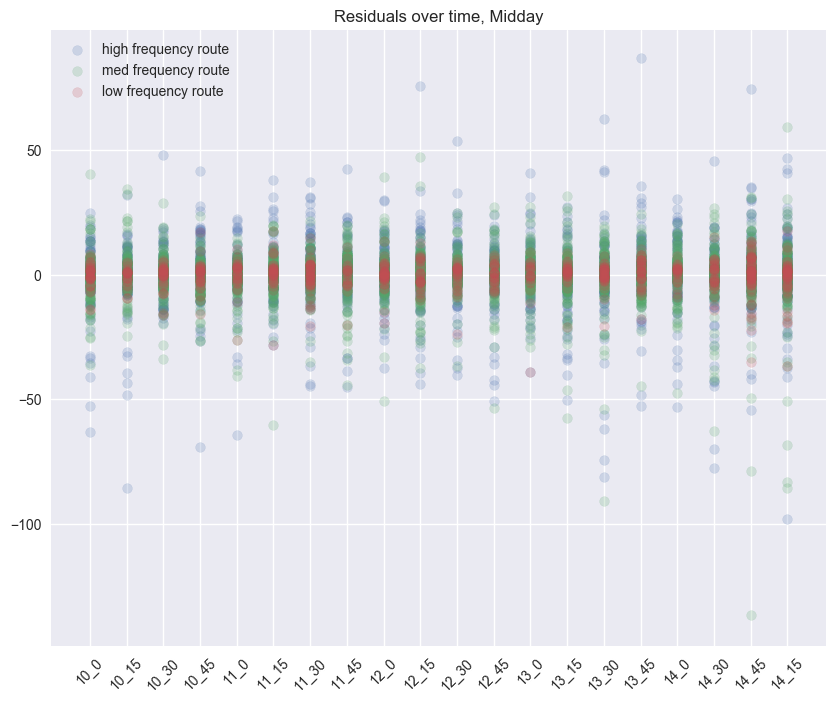 Residuals over time, Midday
high frequency route
med frequency route
low frequency route
50
0
−50
−100
10_0 10_15 10_30 10_45 11_0 11_15 11_30 11_45 12_0 12_15 12_30 12_45 13_0 13_15 13_30 13_45 14_0 14_30 14_45 14_15